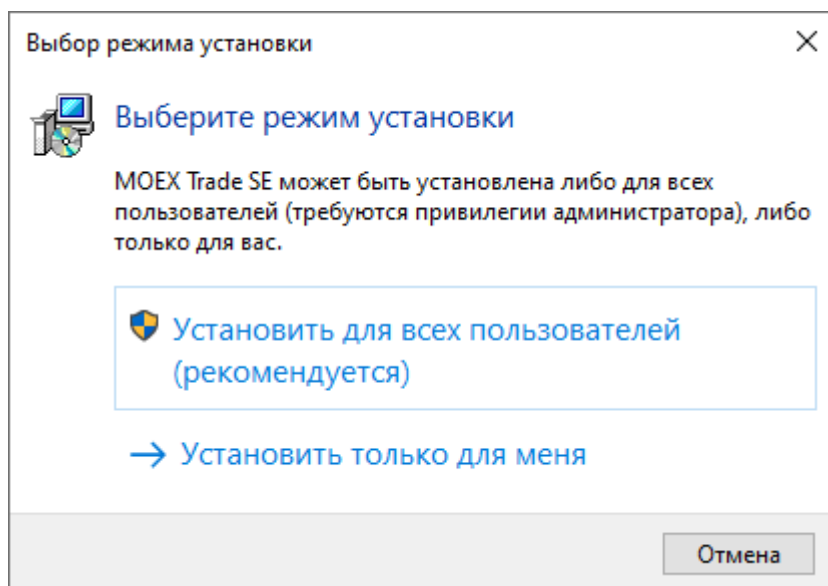 Выбор режима установки
Выберите режим установки
MOEX Trade SE может быть установлена либо для всех
пользователей (требуются привилегии администратора), либо
только для вас.
Установить для всех пользователей
(рекомендуется)
Установить только для меня
Отмена